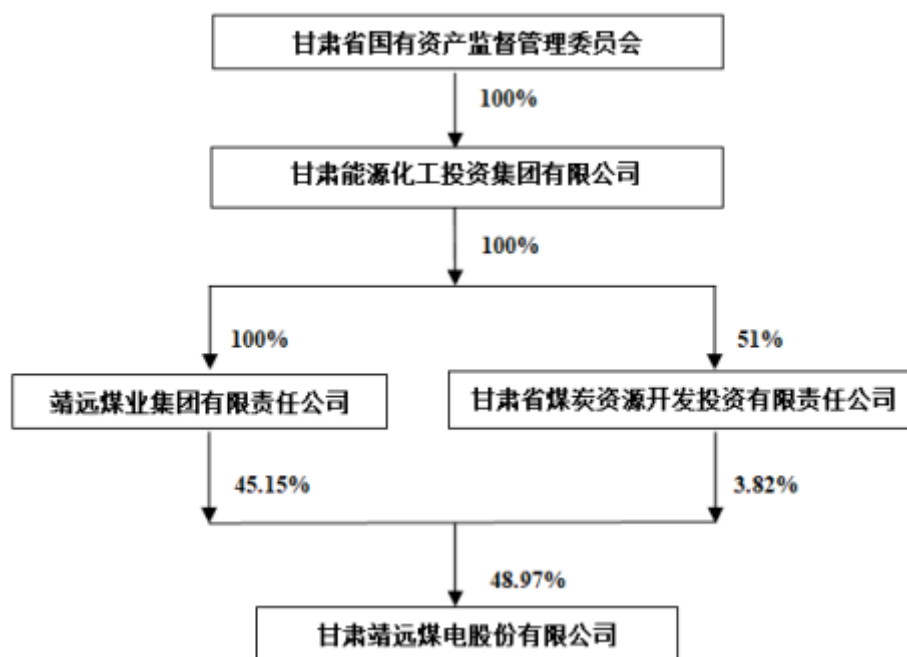 甘肃省国有资产监督管理委员会
100%
甘肃能源化工投资集团有限公司
100%
100%
51%
靖远煤业集团有限责任公司
甘肃省煤炭资源开发投资有限责任公司
45.15%
3.82%
48.97%
甘肃靖远煤电股份有限公司